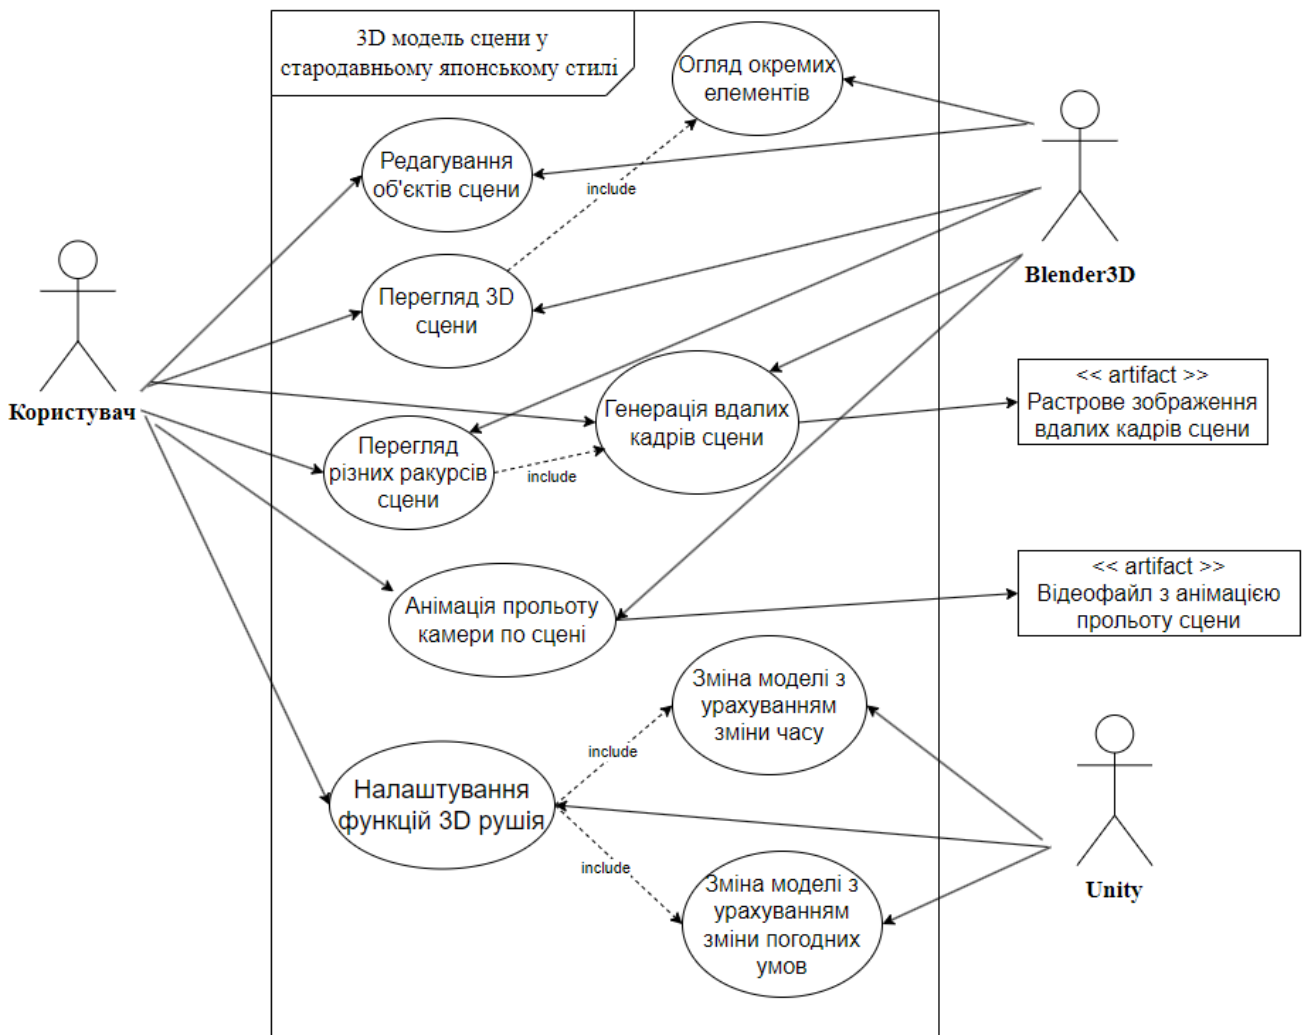 3D модель сцени у
стародавньому японському стилі
Огляд окремих
елементів
Редагування
об'єктів сцени
include
Blender3D
Перегляд 3D
сцени
<< artifact >>
Растрове зображення
вдалих кадрів сцени
Користувач
Генерація вдалих
кадрів сцени
Перегляд
різних ракурсів
сцени
include
<< artifact >>
Відеофайл з анімацією
прольоту сцени
Анімація прольоту
камери по сцені
Зміна моделі з
урахуванням
зміни часу
include
Налаштування
функцій 3D рушія
include
Зміна моделі з
урахуванням
зміни погодних
умов
Unity